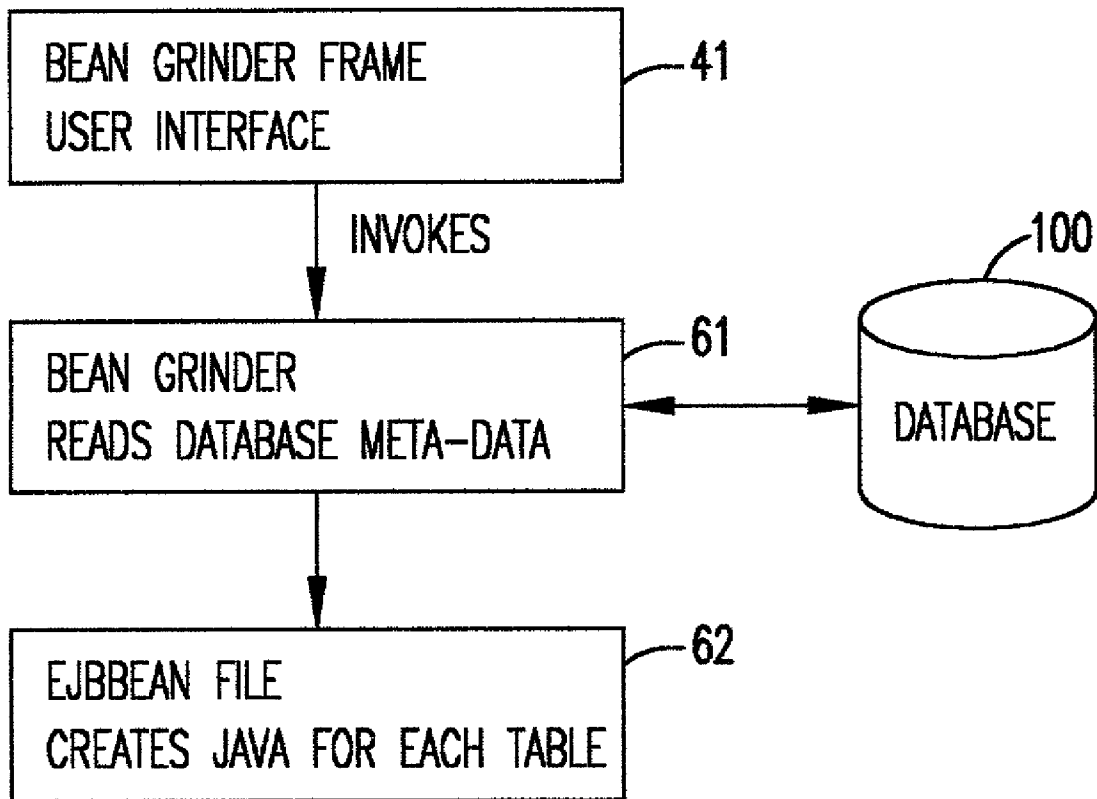 BEAN GRINDER FRAME
USER INTERFACE
41
INVOKES
100
BEAN GRINDER
READS DATABASE META-DATA
61
DATABASE
EJBBEAN FILE
CREATES JAVA FOR EACH TABLE
62